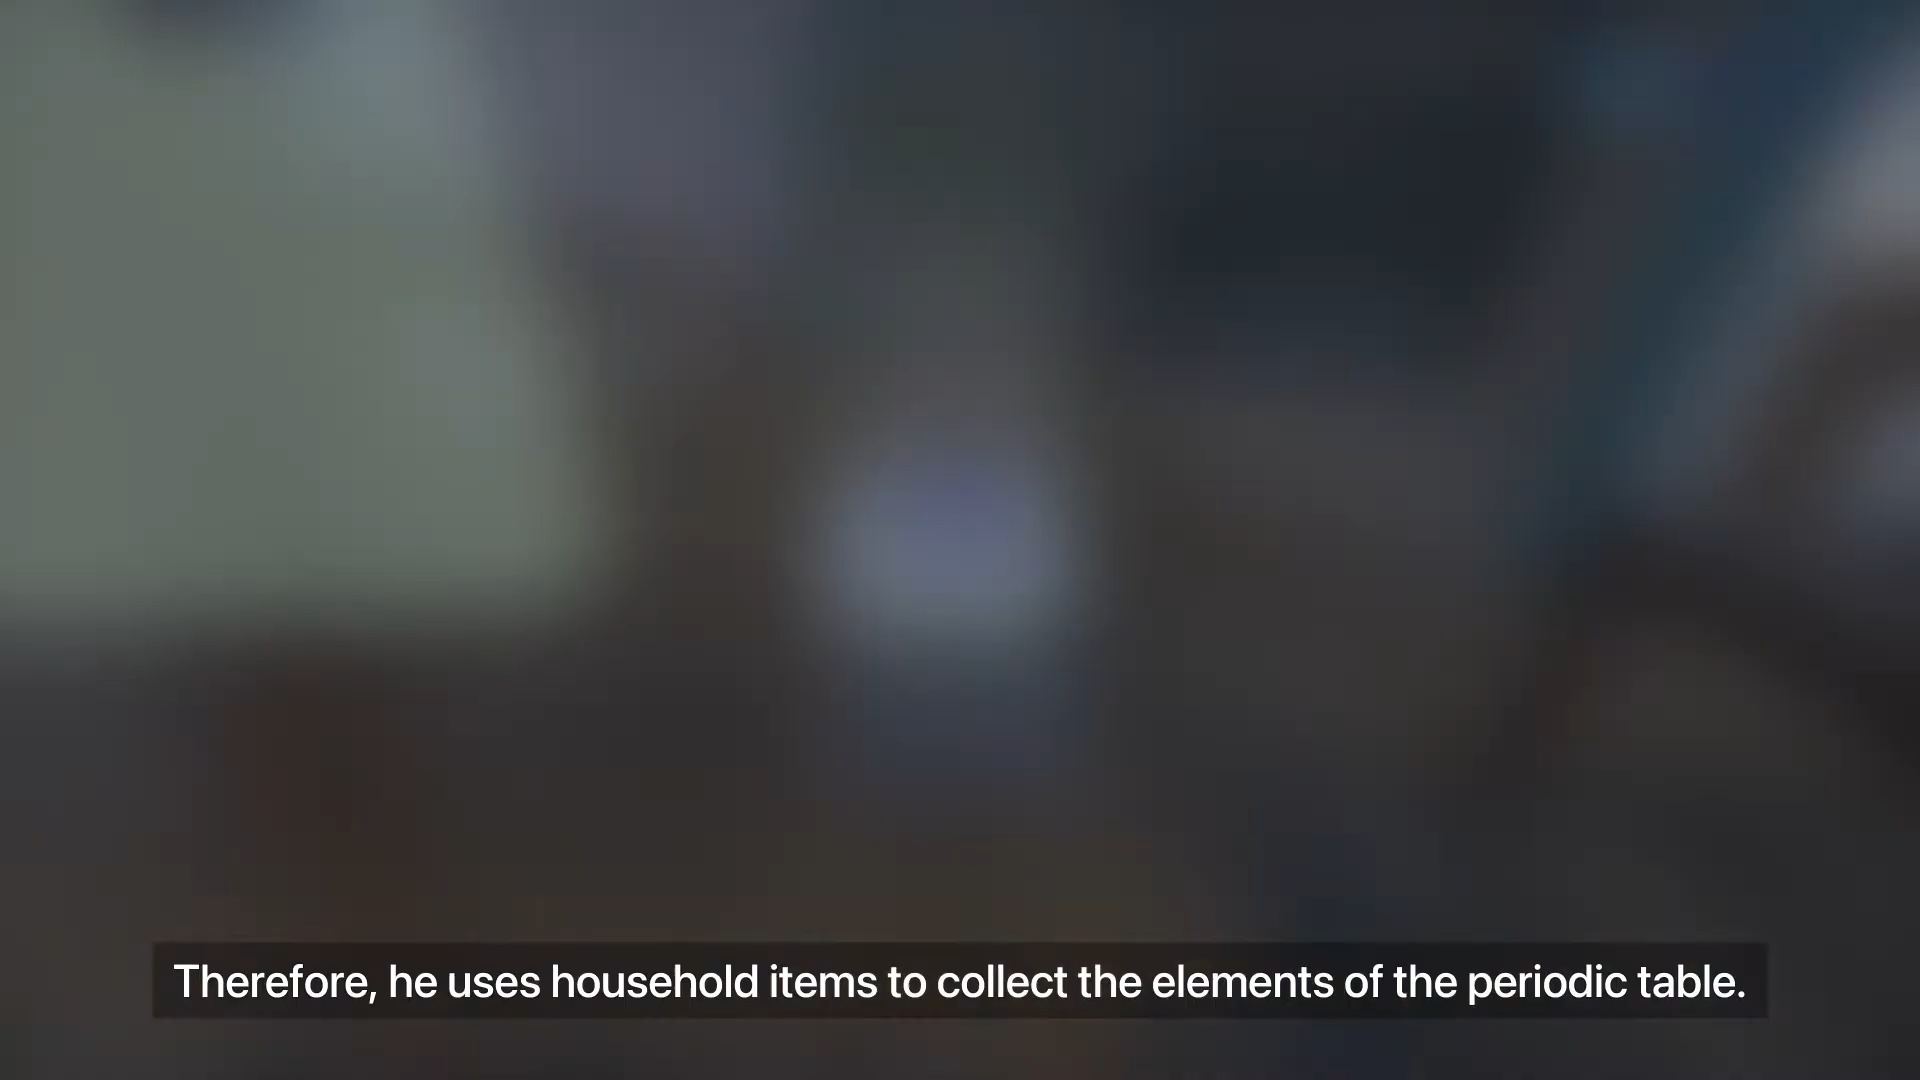 Therefore, he uses household items to collect the elements of the periodic table.